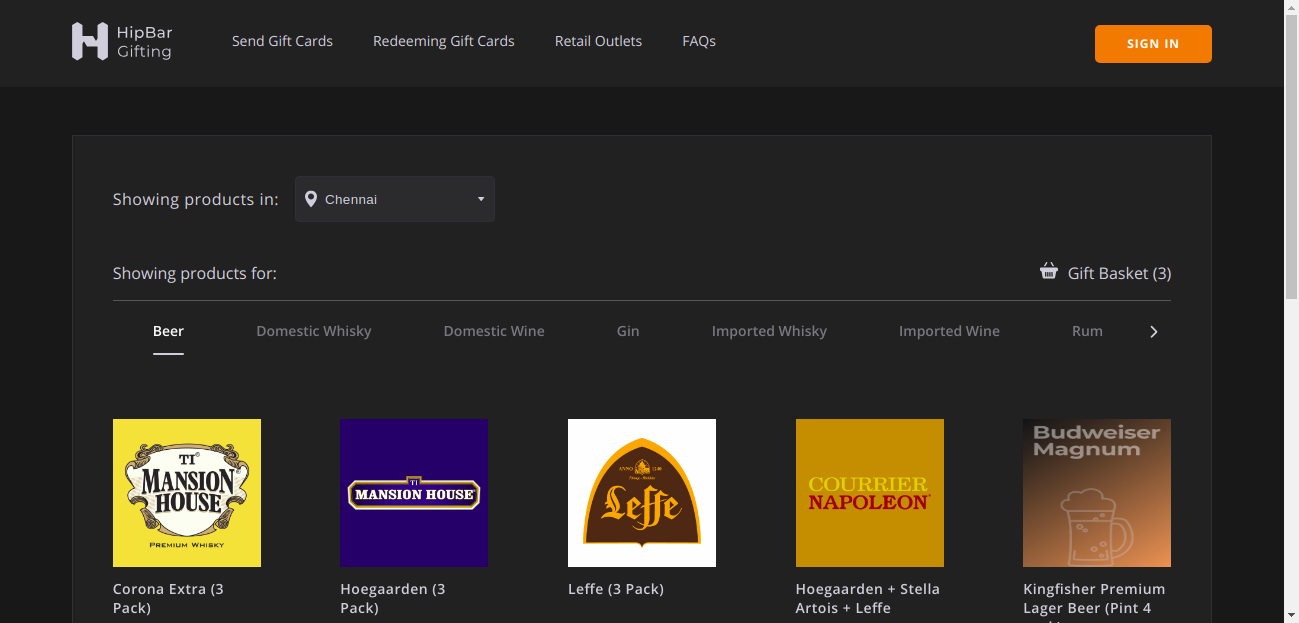 HipBar
Gifting
Send Gift Cards
Redeeming Gift Cards
Retail Outlets
FAQs
SIGN IN
Showing products in:
Chennai
Showing products for:
Gift Basket (3)
Beer
Domestic Whisky
Domestic Wine
Gin
Imported Whisky
Imported Wine
Rum
TI
MANSION
HOUSE
PREMIUM WHISKY
TI
MANSION HOUSE
ANNO 1240
Leffe
COURRIER
NAPOLEON
Budweiser
Magnum
Corona Extra (3
Pack)
Hoegaarden (3
Pack)
Leffe (3 Pack)
Hoegaarden + Stella
Artois + Leffe
Kingfisher Premium
Lager Beer (Pint 4